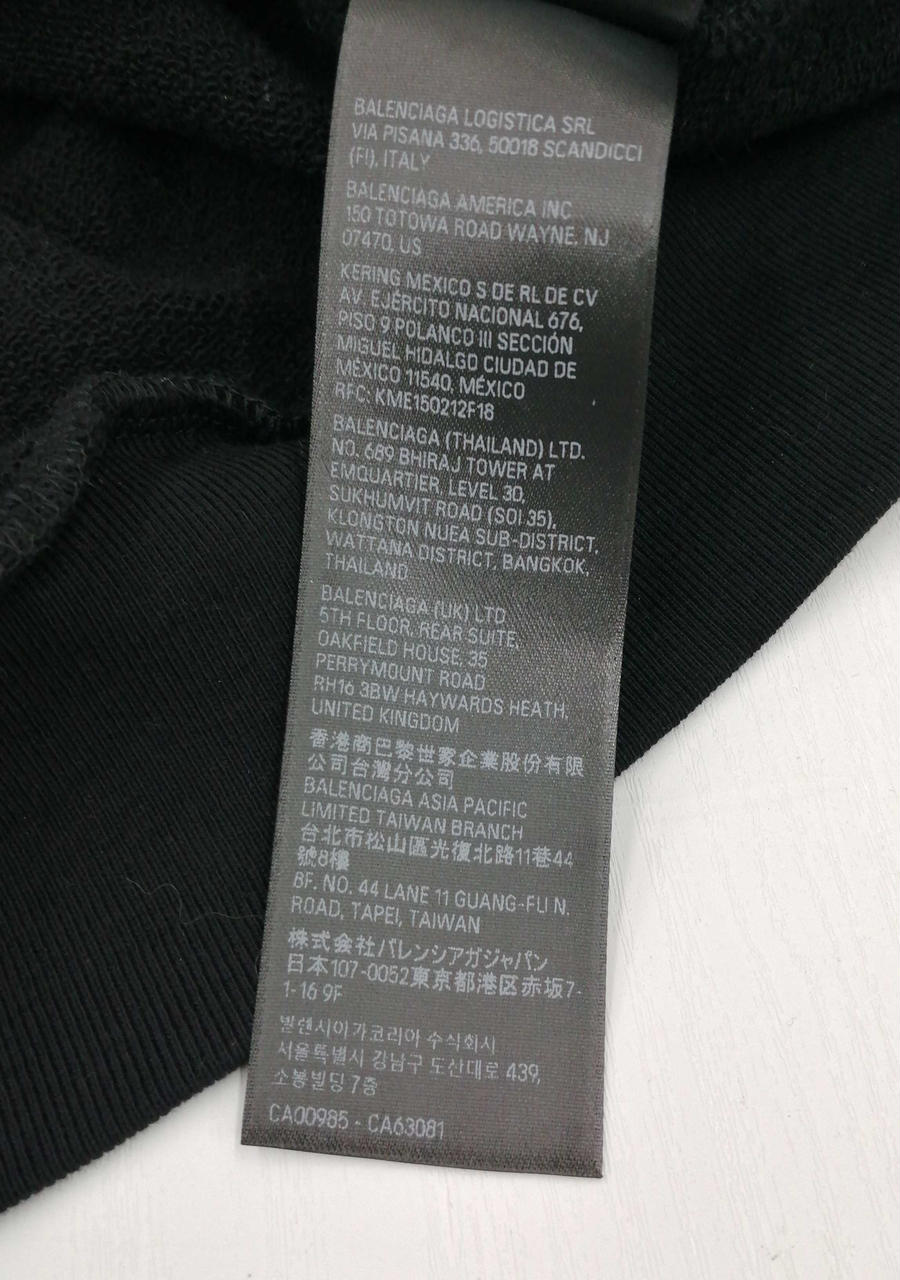 BALENCIAGA LOGISTICA SRL
VIA PISANA 336, 50018 SCANDICCI
(FI), ITALY
BALENCIAGA AMERICA INC
150 TOTOWA ROAD WAYNE, NJ
07470, US
KERING MEXICO S DE RL DE CV
AV. EJÉRCITO NACIONAL 676,
PISO 9 POLANCO III SECCIÓN
MIGUEL HIDALGO CIUDAD DE
MÉXICO 11540, MÉXICO
RFC: KME150212F18
BALENCIAGA (THAILAND) LTD.
NO. 689 BHIRAJ TOWER AT
EMQUARTIER, LEVEL 30,
SUKHUMVIT ROAD (SOI 35),
KLONGTON NUEA SUB-DISTRICT,
WATTANA DISTRICT, BANGKOK,
THAILAND
BALENCIAGA (UK) LTD
5TH FLOOR, REAR SUITE,
OAKFIELD HOUSE, 35
PERRYMOUNT ROAD
RH16 3BW HAYWARDS HEATH,
UNITED KINGDOM
香港商巴黎世家企業股份有限
公司台灣分公司
BALENCIAGA ASIA PACIFIC
LIMITED TAIWAN BRANCH
台北市松山區光復北路11巷44
號8樓
8F. NO. 44 LANE 11 GUANG-FU N.
ROAD, TAPEI, TAIWAN
株式会社バレンシアガジャパン
日本107-0052東京都港区赤坂7-
1-16 9F
발렌시아가코리아 수식회사
서울특별시 강남구 도산대로 439,
소봉빌딩 7층
CA00985 - CA63081